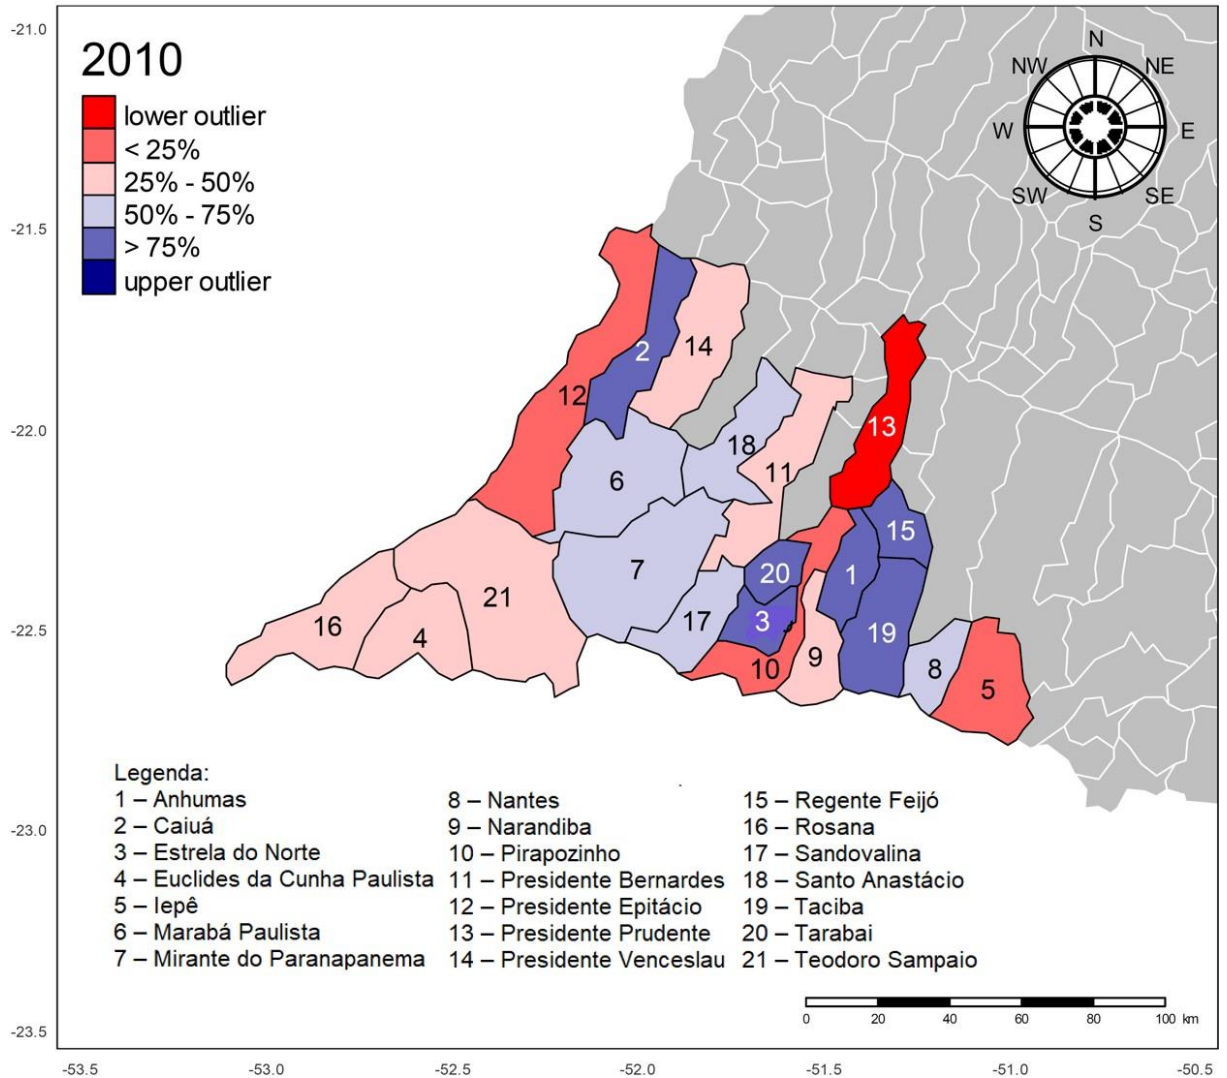 2010
lower outlier
< 25%
25% - 50%
50% - 75%
> 75%
upper outlier
N
NE
E
SE
S
SW
W
NW
-21.0
-21.5
-22.0
-22.5
-23.0
-23.5
12
2
14
18
11
13
6
7
20
15
1
21
16
4
17
3
19
10
9
8
5
Legenda:
1 – Anhumas
2 – Caiuá
3 – Estrela do Norte
4 – Euclides da Cunha Paulista
5 – Iepê
6 – Marabá Paulista
7 – Mirante do Paranapanema
8 – Nantes
9 – Narandiba
10 – Pirapozinho
11 – Presidente Bernardes
12 – Presidente Epitácio
13 – Presidente Prudente
14 – Presidente Venceslau
15 – Regente Feijó
16 – Rosana
17 – Sandovalina
18 – Santo Anastácio
19 – Taciba
20 – Tarabai
21 – Teodoro Sampaio
0 20 40 60 80 100 km
-53.5 -53.0 -52.5 -52.0 -51.5 -51.0 -50.5